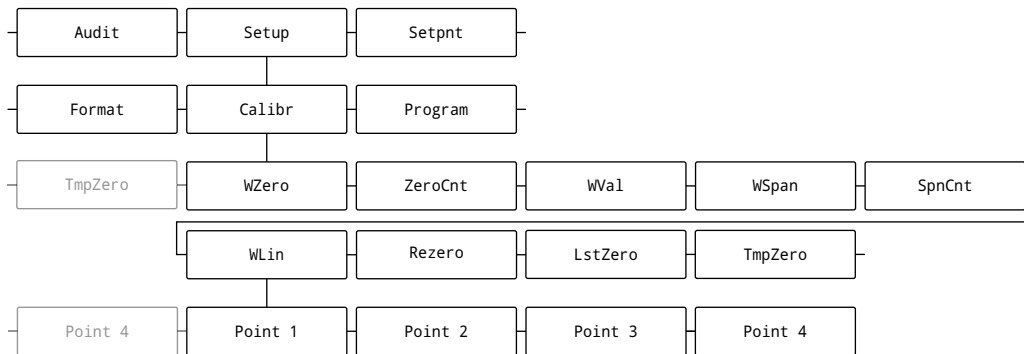 Audit Setup Setpnt
Format Calibr Program
TmpZero WZero ZeroCnt WVal WSpan SpnCnt
WLin Rezero LstZero TmpZero
Point 4 Point 1 Point 2 Point 3 Point 4